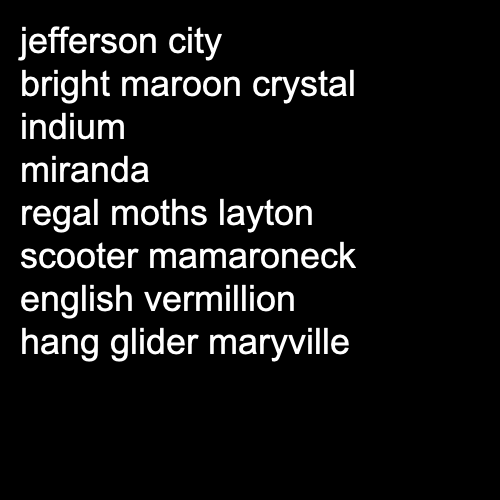 jefferson city
bright maroon crystal
indium
miranda
regal moths layton
scooter mamaroneck
english vermillion
hang glider maryville